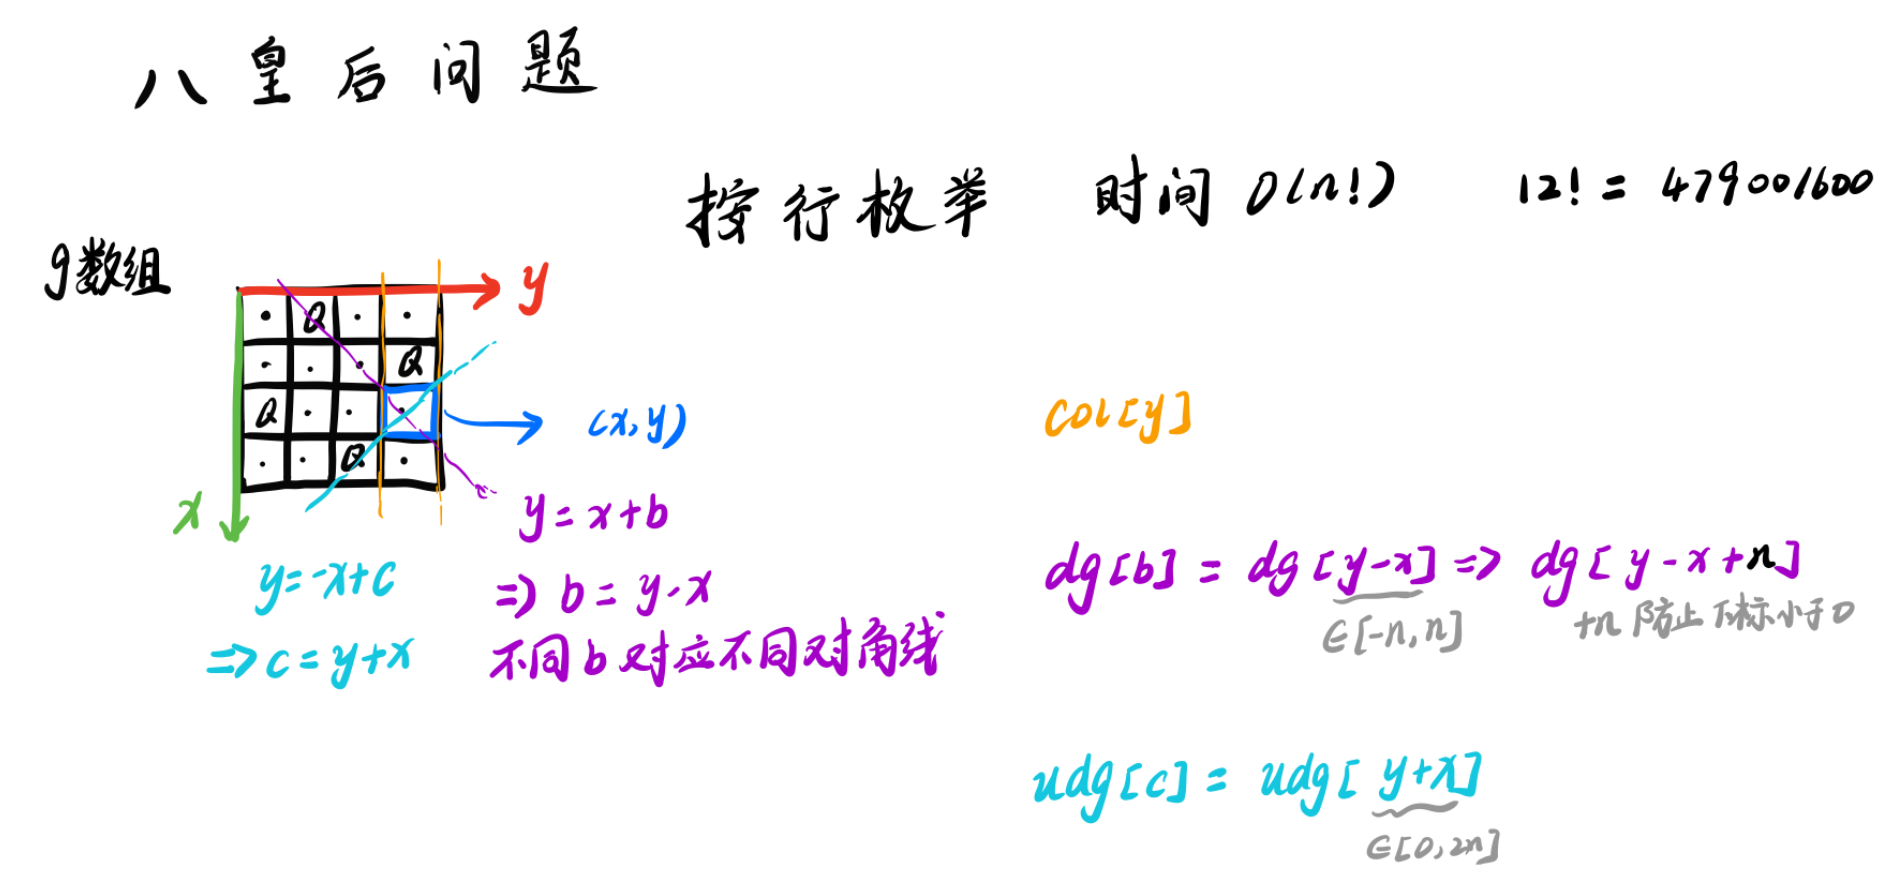 八皇后问题
按行枚举 时间 O(n!) 12! = 479001600
g数组
y
· Q · ·
· · · Q
Q · · ·
· · Q ·
(x,y)
x
col[y]
y=x+b
y=-x+c
=> b=y-x
=> c=y+x
不同b对应不同对角线
dg[b] = dg[y-x] => dg[y-x+n]
∈[-n,n]
+n 防止下标小于0
udg[c] = udg[y+x]
∈[0,2n]